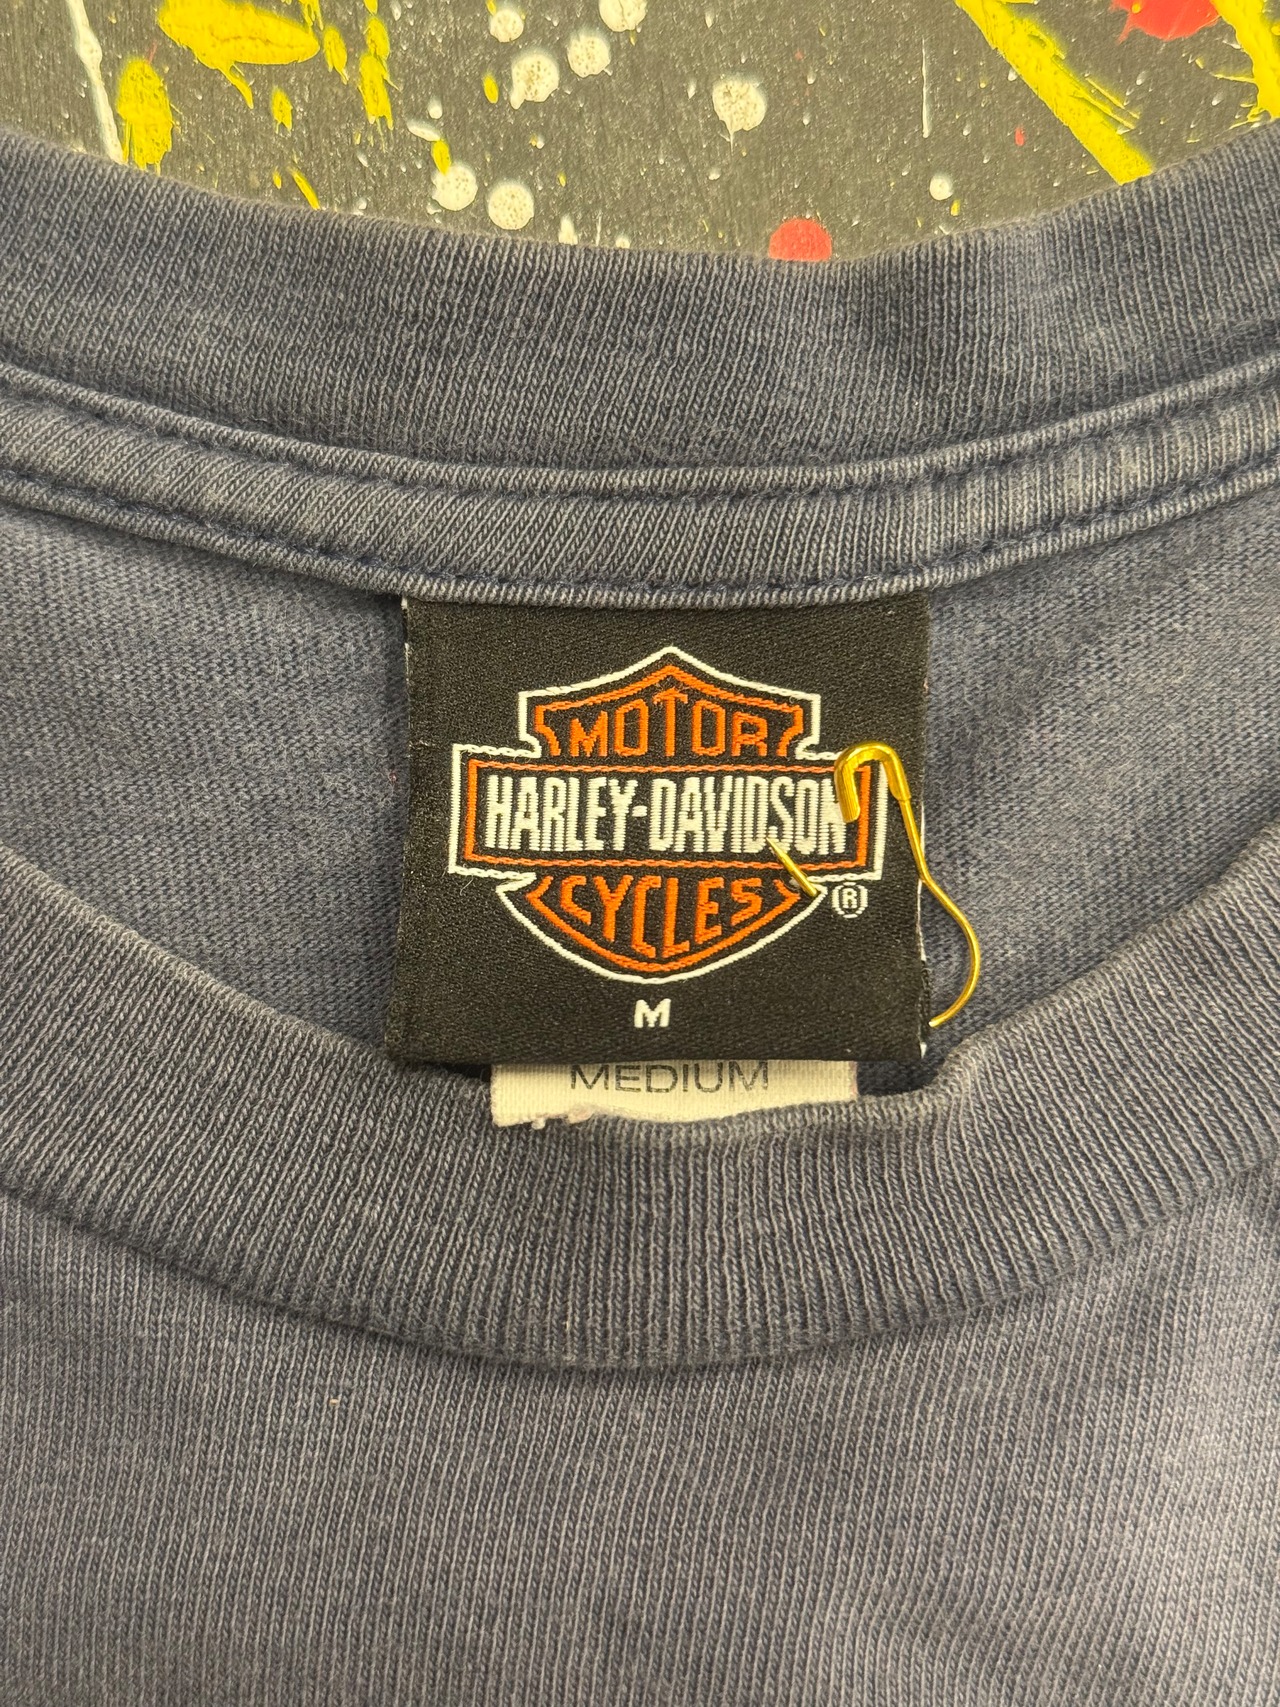 MOTOR
HARLEY-DAVIDSON
CYCLES
®
M
MEDIUM